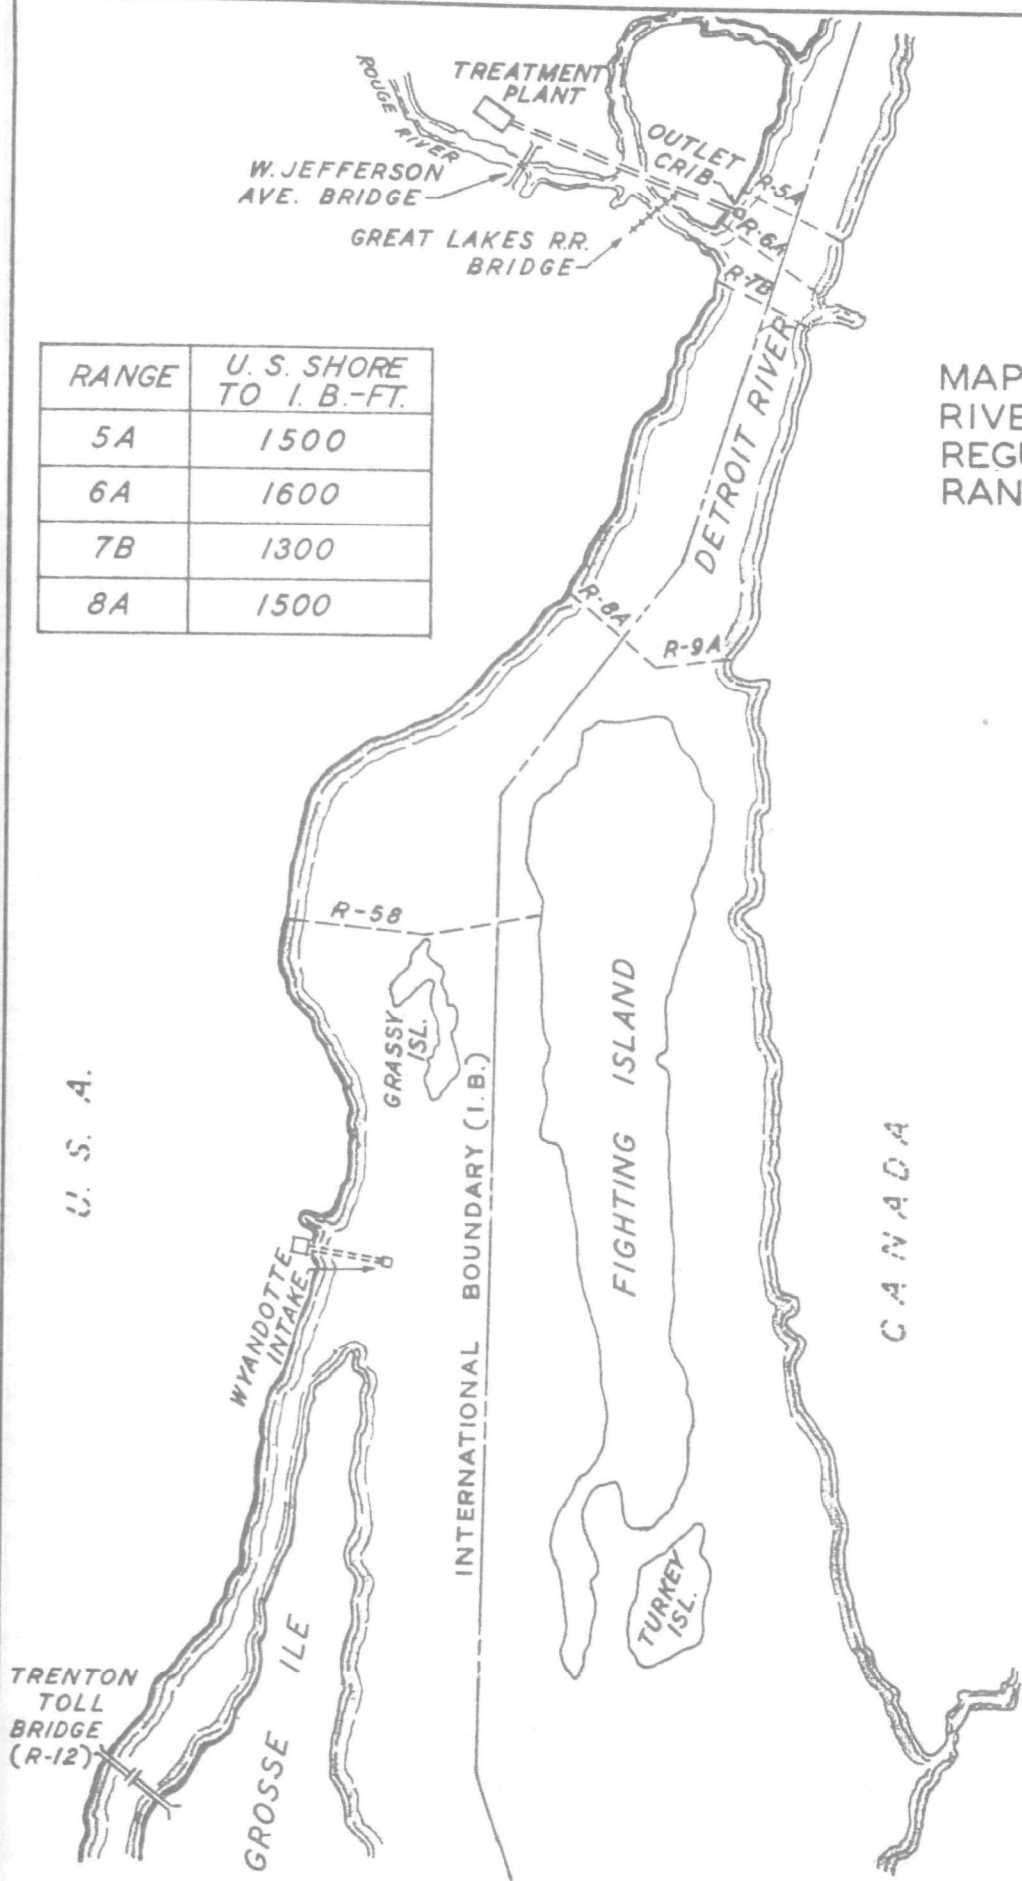 TREATMENT
PLANT
ROUGE RIVER
OUTLET
CRIB
W. JEFFERSON
AVE. BRIDGE
R-5A
R-6A
GREAT LAKES R.R.
BRIDGE
R-7B
RANGE U. S. SHORE
TO I. B.-FT.
5A 1500
6A 1600
7B 1300
8A 1500
DETROIT RIVER
MAP
RIVE
REGU
RAN
R-8A
R-9A
R-58
GRASSY
ISL.
U. S. A.
INTERNATIONAL BOUNDARY (I.B.)
FIGHTING ISLAND
CANADA
WYANDOTTE
INTAKE
TURKEY
ISL.
GROSSE ILE
TRENTON
TOLL
BRIDGE
(R-12)